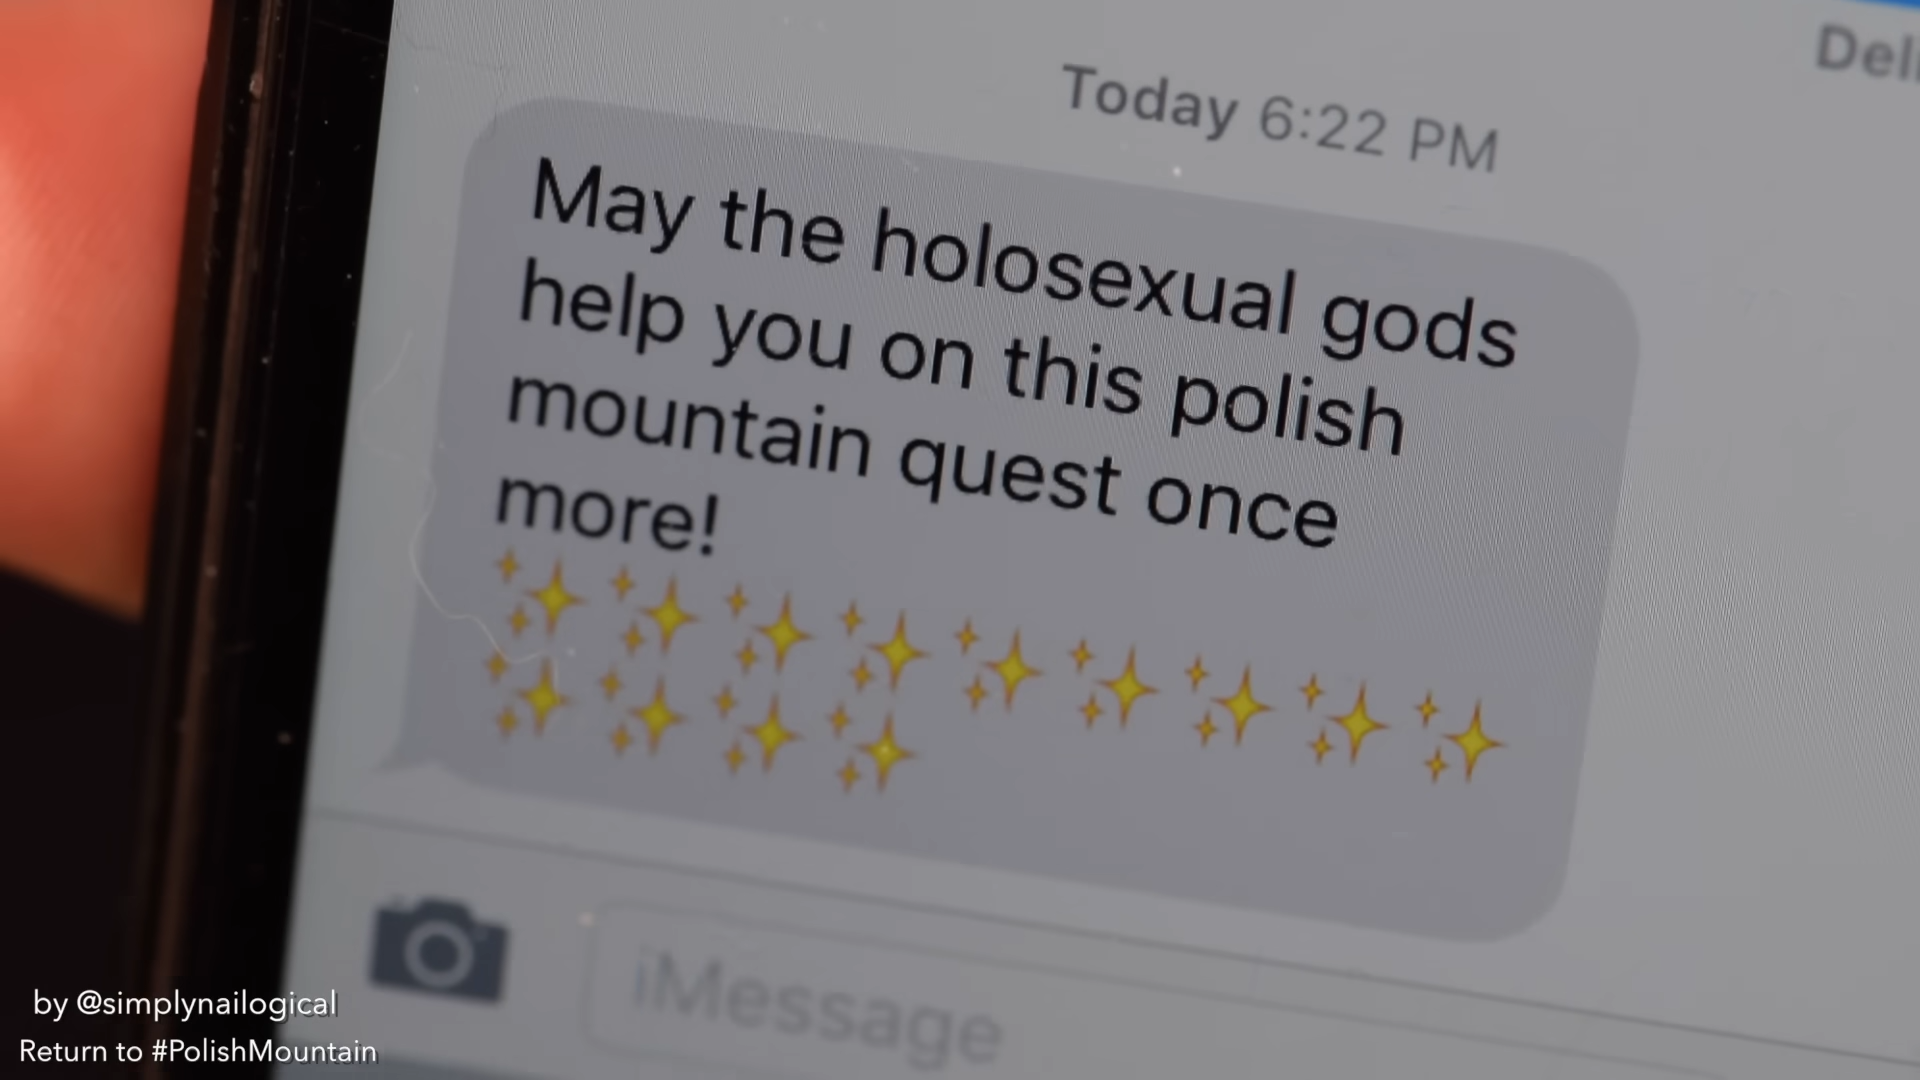 Deli
Today 6:22 PM
May the holosexual gods
help you on this polish
mountain quest once
more!
✨✨✨✨✨✨✨✨✨
✨✨✨✨
iMessage
by @simplynailogical
Return to #PolishMountain